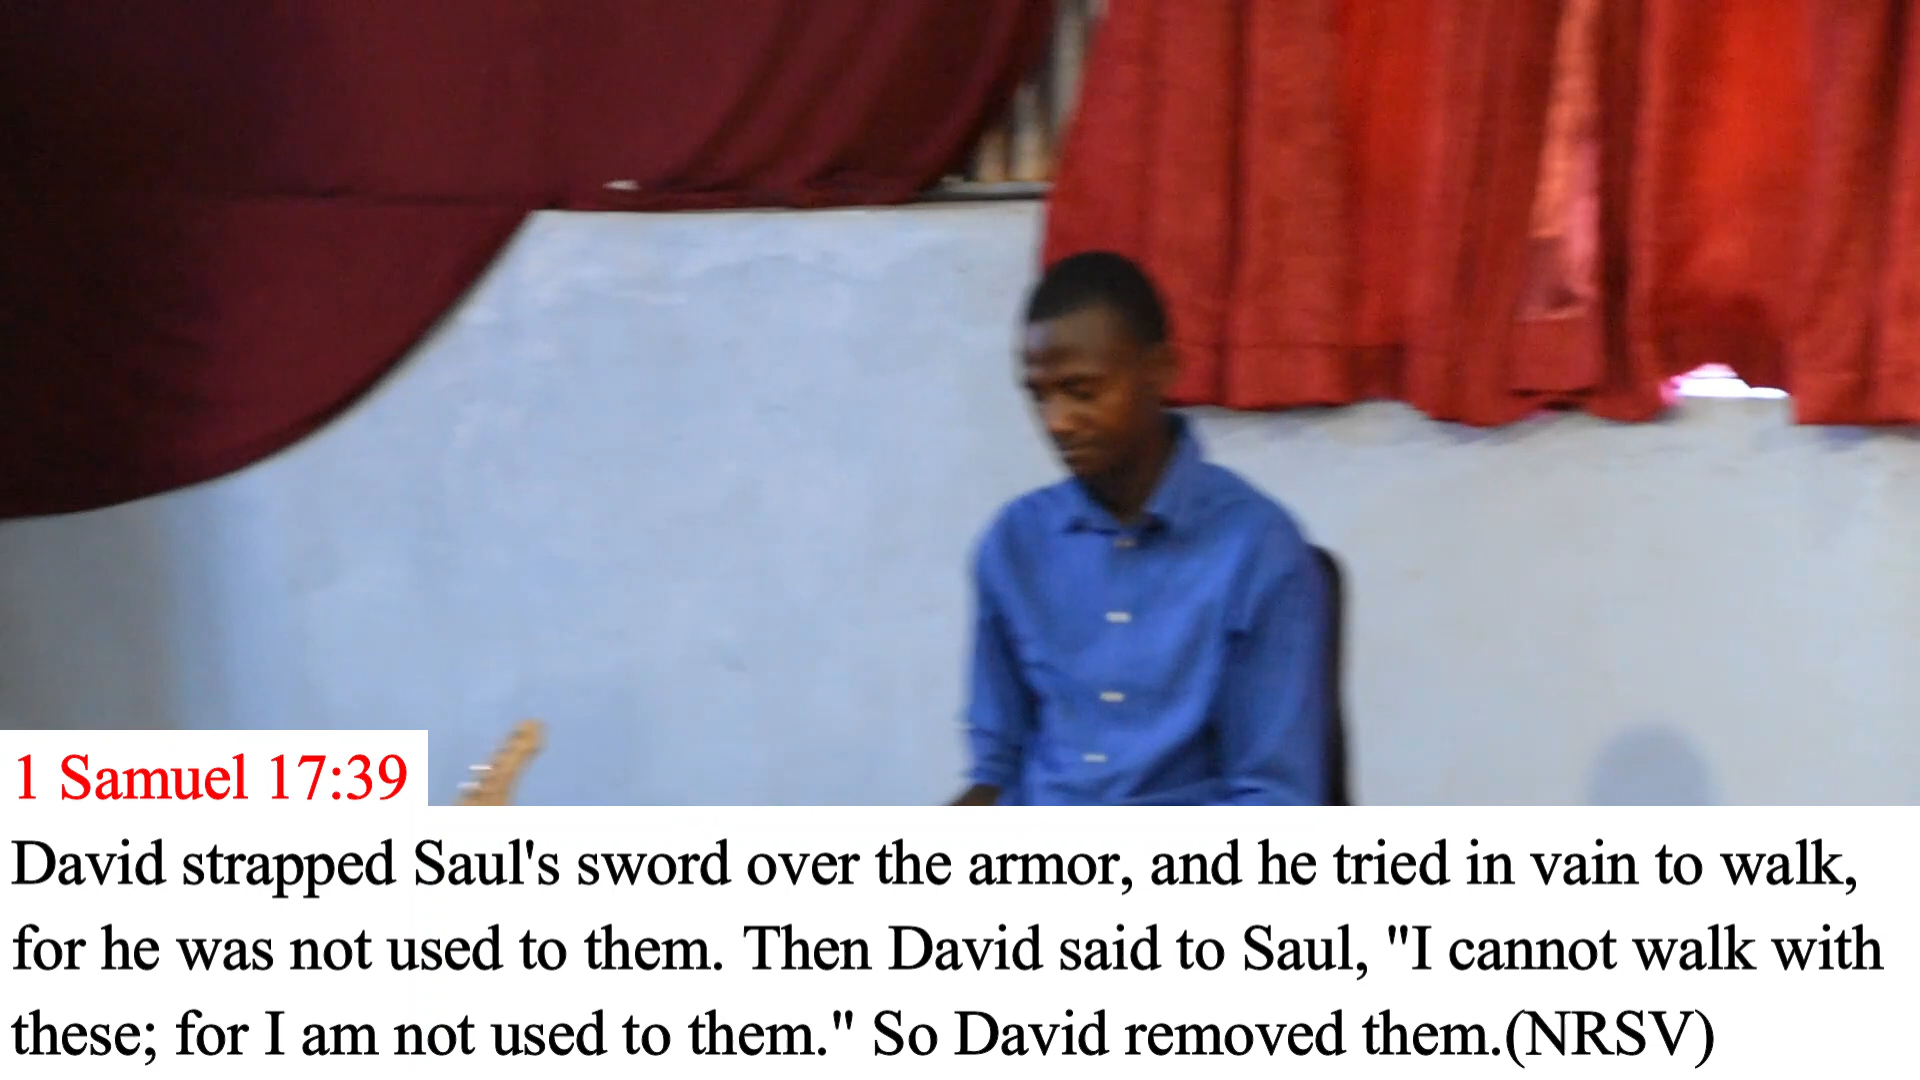 1 Samuel 17:39
David strapped Saul's sword over the armor, and he tried in vain to walk,
for he was not used to them. Then David said to Saul, "I cannot walk with
these; for I am not used to them." So David removed them.(NRSV)